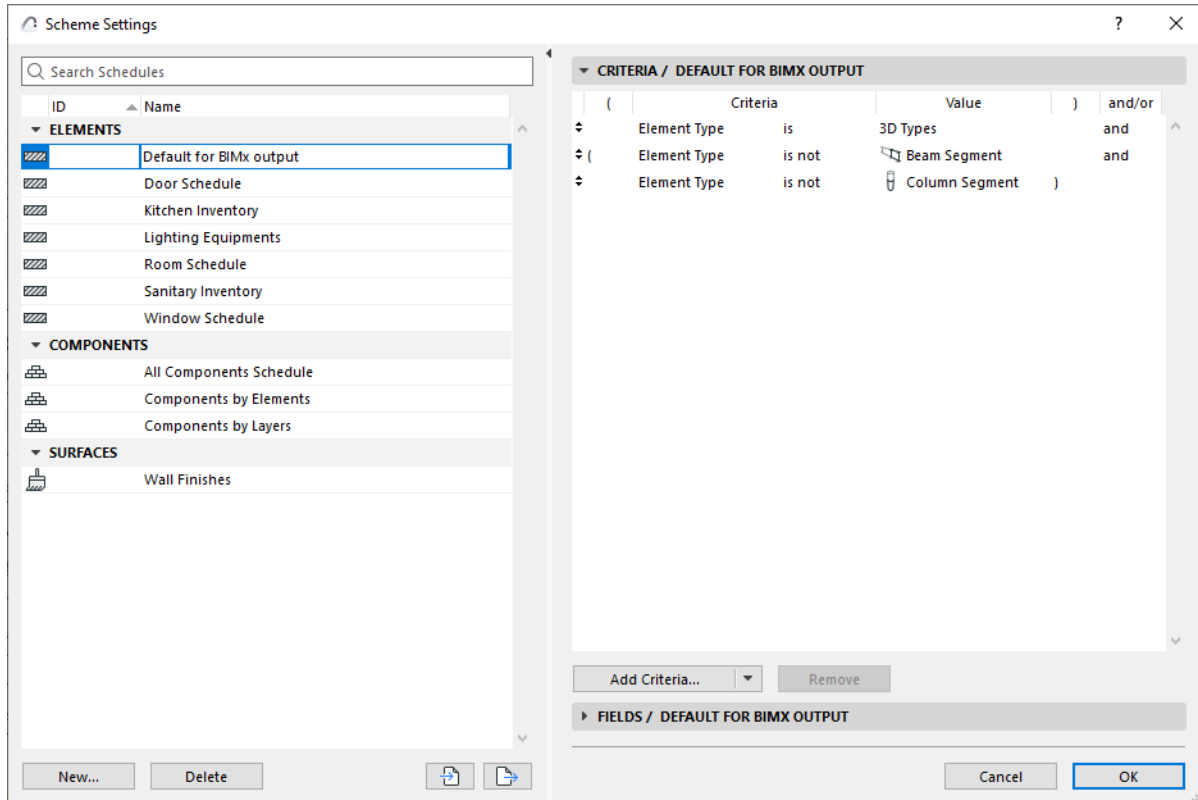 Scheme Settings
?
Search Schedules
ID Name
ELEMENTS
Default for BIMx output
Door Schedule
Kitchen Inventory
Lighting Equipments
Room Schedule
Sanitary Inventory
Window Schedule
COMPONENTS
All Components Schedule
Components by Elements
Components by Layers
SURFACES
Wall Finishes
New... Delete
CRITERIA / DEFAULT FOR BIMX OUTPUT
( Criteria Value ) and/or
Element Type is 3D Types and
( Element Type is not Beam Segment and
Element Type is not Column Segment )
Add Criteria... Remove
FIELDS / DEFAULT FOR BIMX OUTPUT
Cancel OK